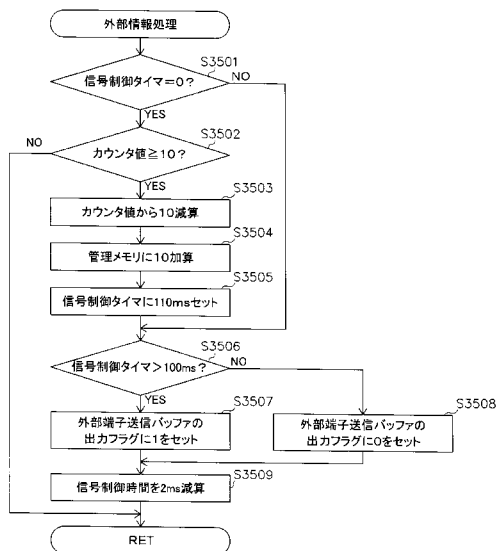 外部情報処理
S3501
信号制御タイマ=0?
NO
YES
S3502
NO
カウンタ値≧10?
YES
S3503
カウンタ値から10減算
S3504
管理メモリに10加算
S3505
信号制御タイマに110msセット
S3506
信号制御タイマ>100ms?
NO
YES
S3507
外部端子送信バッファの
出力フラグに1をセット
S3508
外部端子送信バッファの
出力フラグに0をセット
S3509
信号制御時間を2ms減算
RET